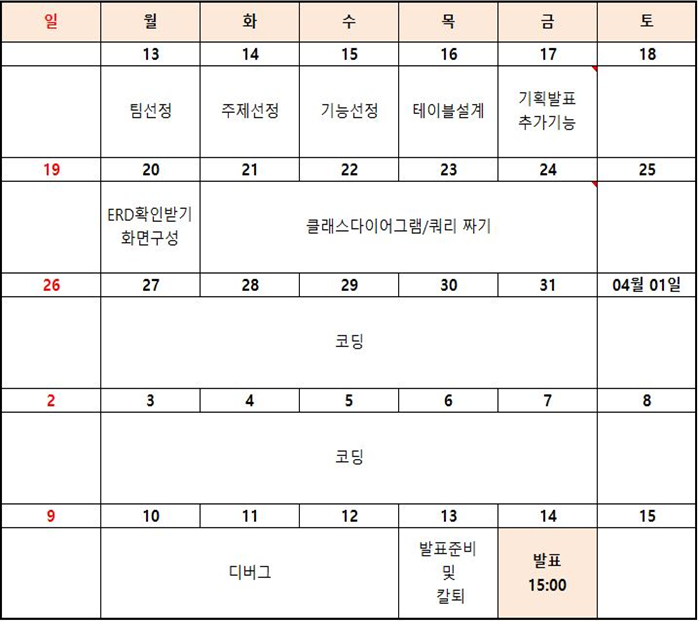 일 월 화 수 목 금 토
13 14 15 16 17 18
팀선정 주제선정 기능선정 테이블설계 기획발표
추가기능
19 20 21 22 23 24 25
ERD확인받기
화면구성
클래스다이어그램/쿼리 짜기
26 27 28 29 30 31 04월 01일
코딩
2 3 4 5 6 7 8
코딩
9 10 11 12 13 14 15
디버그
발표준비
및
칼퇴
발표
15:00